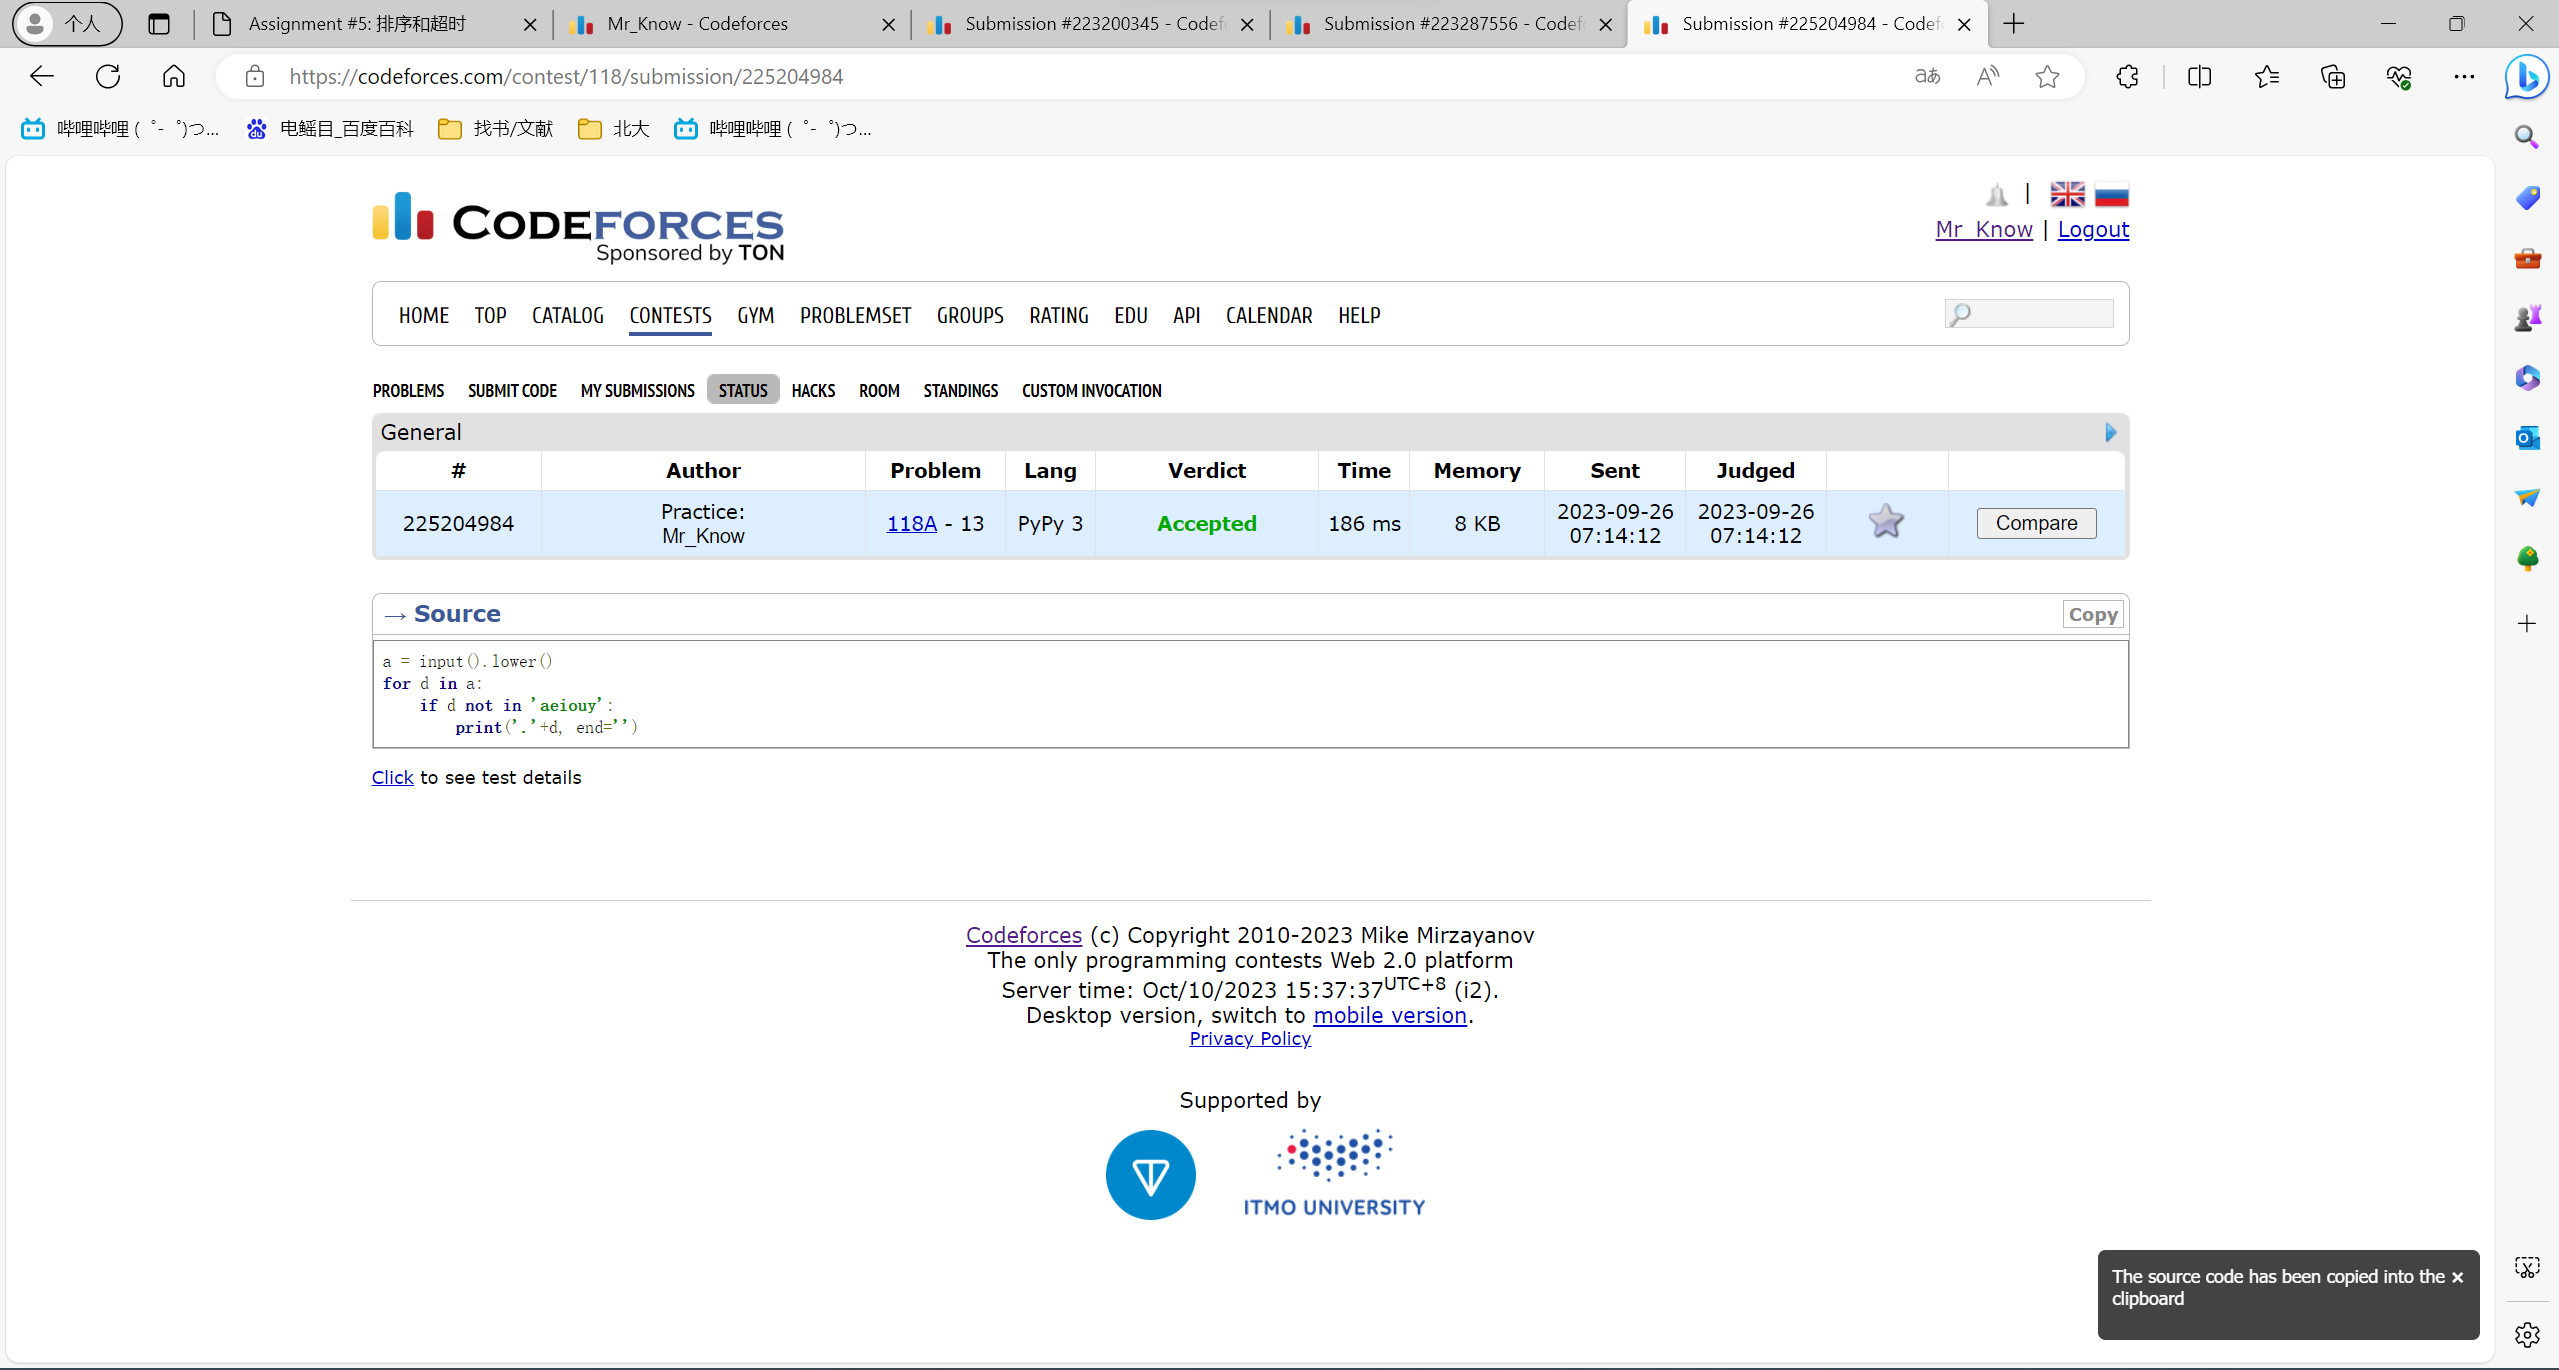 个人
Assignment #5: 排序和超时
Mr_Know - Codeforces
Submission #223200345 - Codef
Submission #223287556 - Codef
Submission #225204984 - Codef
https://codeforces.com/contest/118/submission/225204984
哔哩哔哩 (゜-゜)つ...
电鳐目_百度百科
找书/文献
北大
哔哩哔哩 (゜-゜)つ...
CODEFORCES
Sponsored by TON
Mr_Know | Logout
HOME TOP CATALOG CONTESTS GYM PROBLEMSET GROUPS RATING EDU API CALENDAR HELP
PROBLEMS SUBMIT CODE MY SUBMISSIONS STATUS HACKS ROOM STANDINGS CUSTOM INVOCATION
General
# Author Problem Lang Verdict Time Memory Sent Judged
225204984 Practice: Mr_Know 118A - 13 PyPy 3 Accepted 186 ms 8 KB 2023-09-26 07:14:12 2023-09-26 07:14:12 Compare
→ Source
Copy
a = input().lower()
for d in a:
    if d not in 'aeiouy':
        print('.'+d, end='')
Click to see test details
Codeforces (c) Copyright 2010-2023 Mike Mirzayanov
The only programming contests Web 2.0 platform
Server time: Oct/10/2023 15:37:37UTC+8 (i2).
Desktop version, switch to mobile version.
Privacy Policy
Supported by
ITMO UNIVERSITY
The source code has been copied into the
clipboard